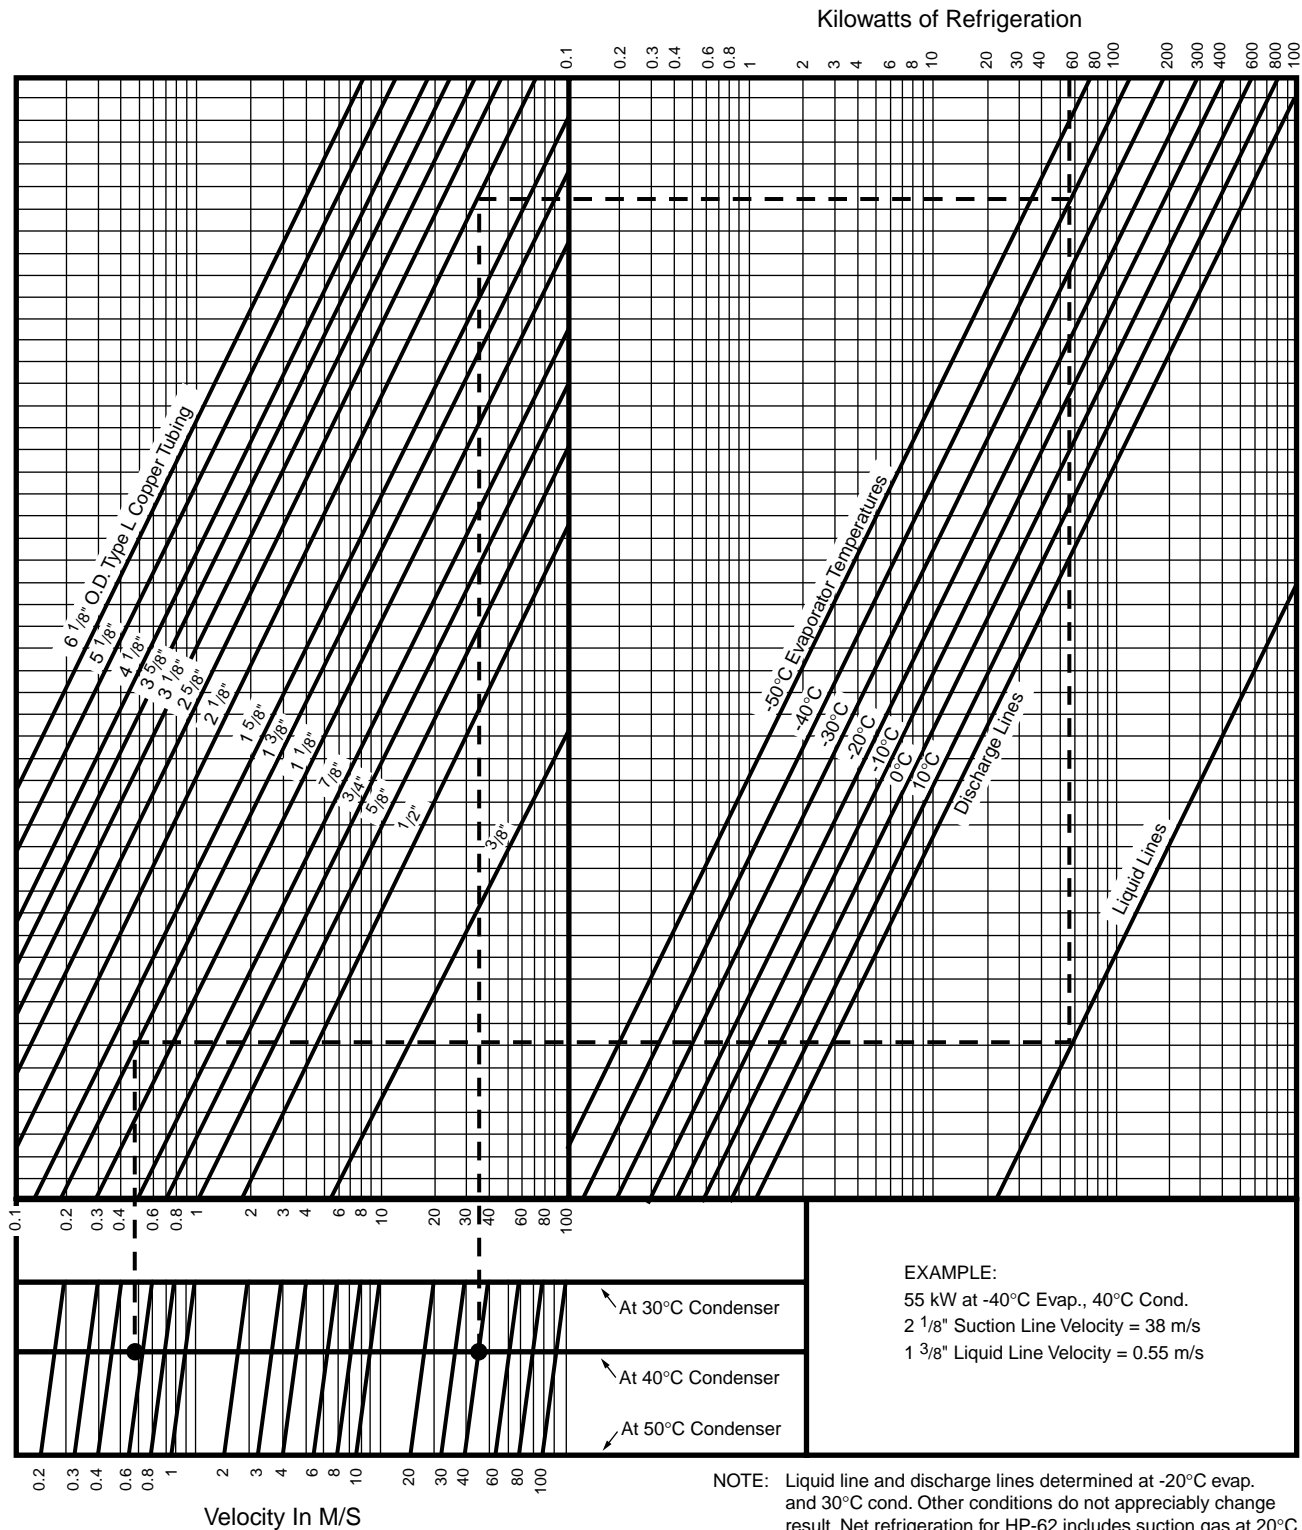 Kilowatts of Refrigeration
0.1 0.2 0.3 0.4 0.6 0.8 1 2 3 4 6 8 10 20 30 40 60 80 100 200 300 400 600 800 100
6 1/8" O.D. Type L Copper Tubing
5 1/8"
4 1/8"
3 5/8"
3 1/8"
2 5/8"
2 1/8"
1 5/8"
1 3/8"
1 1/8"
7/8"
3/4"
5/8"
1/2"
3/8"
-50°C Evaporator Temperatures
-40°C
-30°C
-20°C
-10°C
0°C
10°C
Discharge Lines
Liquid Lines
0.1 0.2 0.3 0.4 0.6 0.8 1 2 3 4 6 8 10 20 30 40 60 80 100
At 30°C Condenser
At 40°C Condenser
At 50°C Condenser
0.2 0.3 0.4 0.6 0.8 1 2 3 4 6 8 10 20 30 40 60 80 100
Velocity In M/S
EXAMPLE:
55 kW at -40°C Evap., 40°C Cond.
2 1/8" Suction Line Velocity = 38 m/s
1 3/8" Liquid Line Velocity = 0.55 m/s
NOTE: Liquid line and discharge lines determined at -20°C evap.
and 30°C cond. Other conditions do not appreciably change
result. Net refrigeration for HP-62 includes suction gas at 20°C